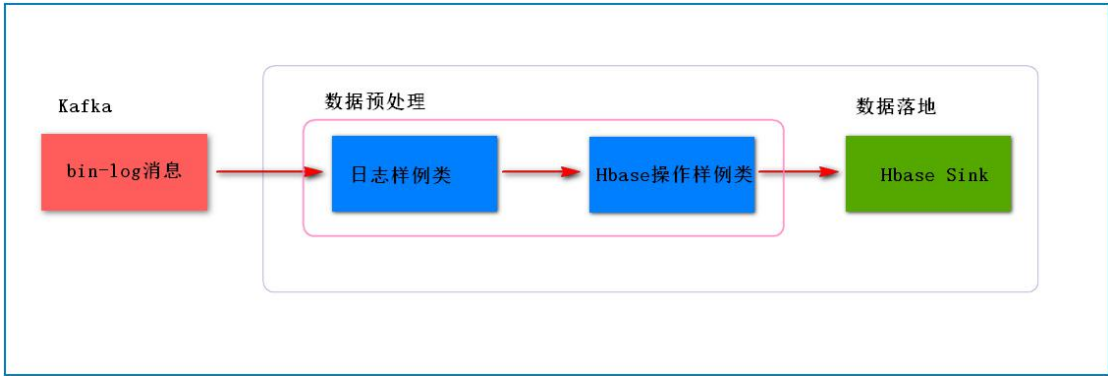 Kafka
数据预处理
数据落地
bin-log消息
日志样例类
Hbase操作样例类
Hbase Sink